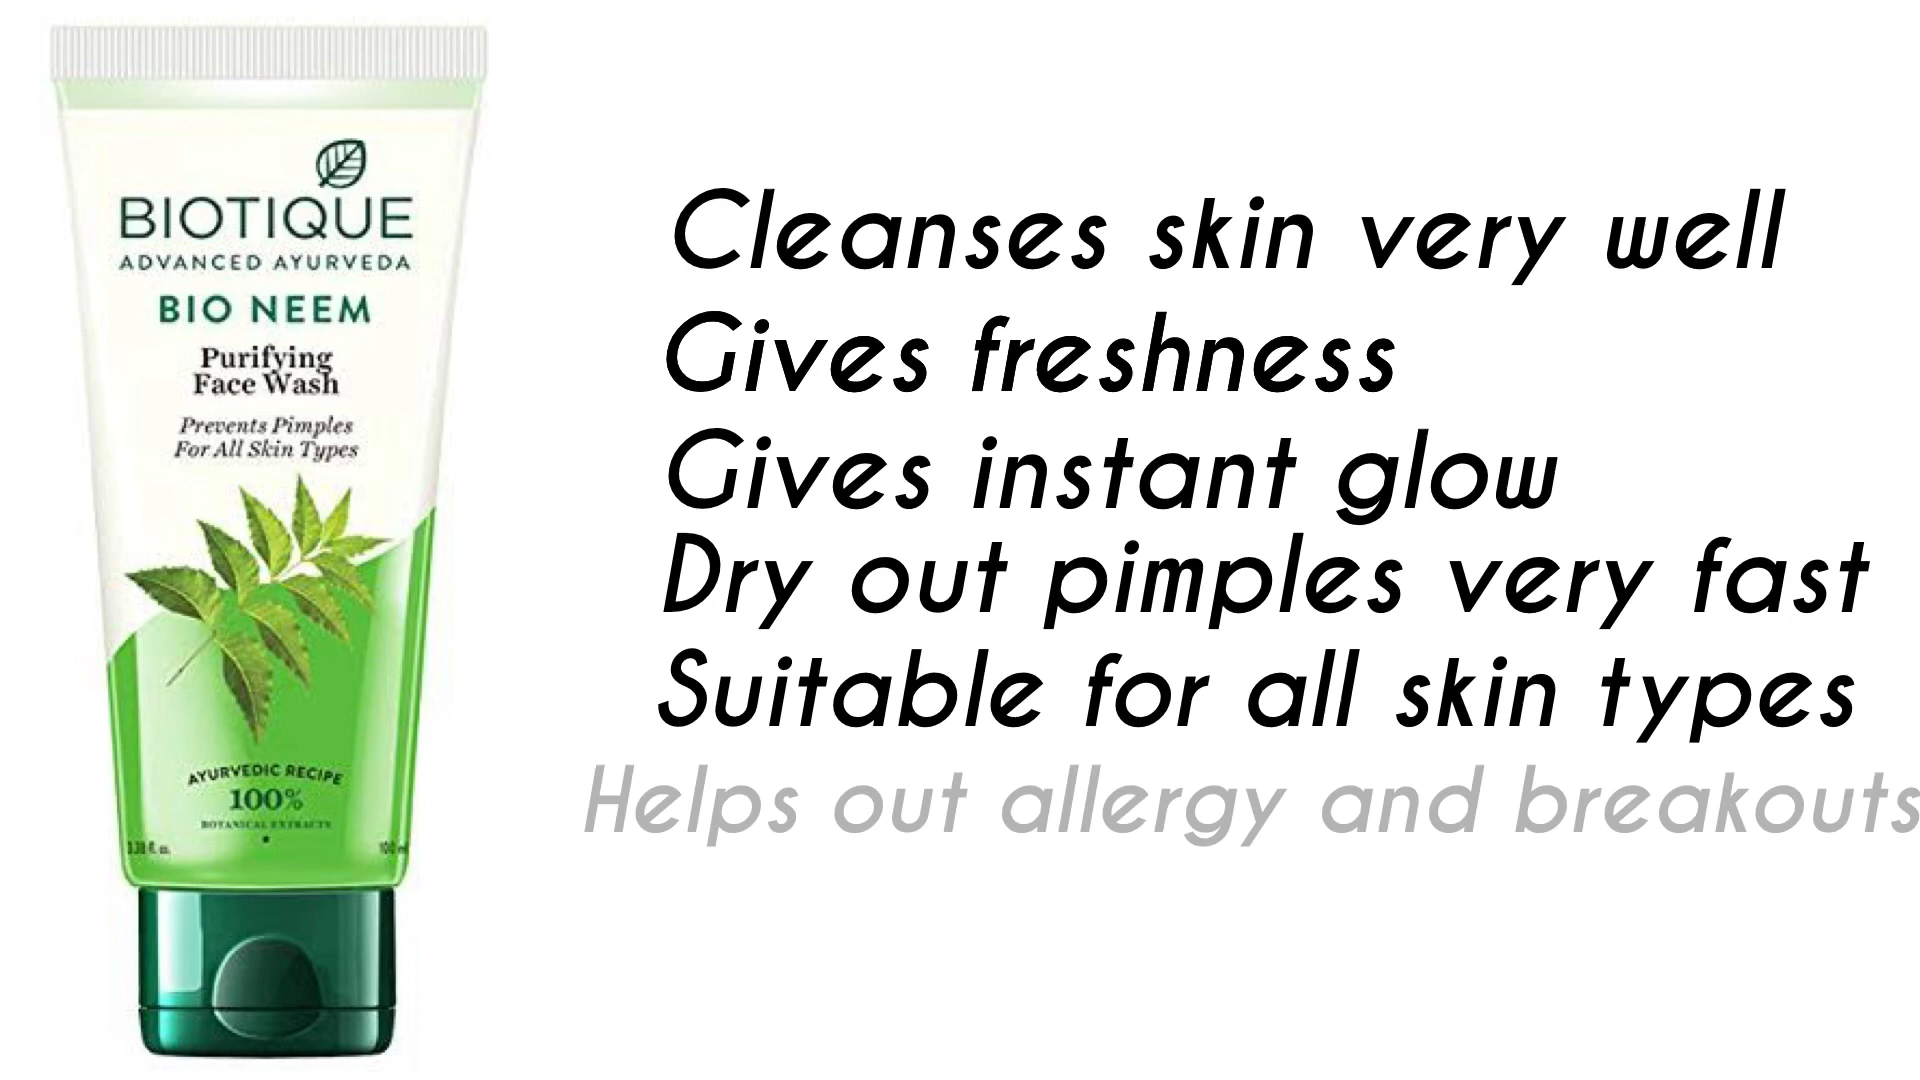 BIOTIQUE
ADVANCED AYURVEDA
BIO NEEM
Purifying
Face Wash
Prevents Pimples
For All Skin Types
AYURVEDIC RECIPE
100%
BOTANICAL EXTRACTS
Cleanses skin very well
Gives freshness
Gives instant glow
Dry out pimples very fast
Suitable for all skin types
Helps out allergy and breakouts